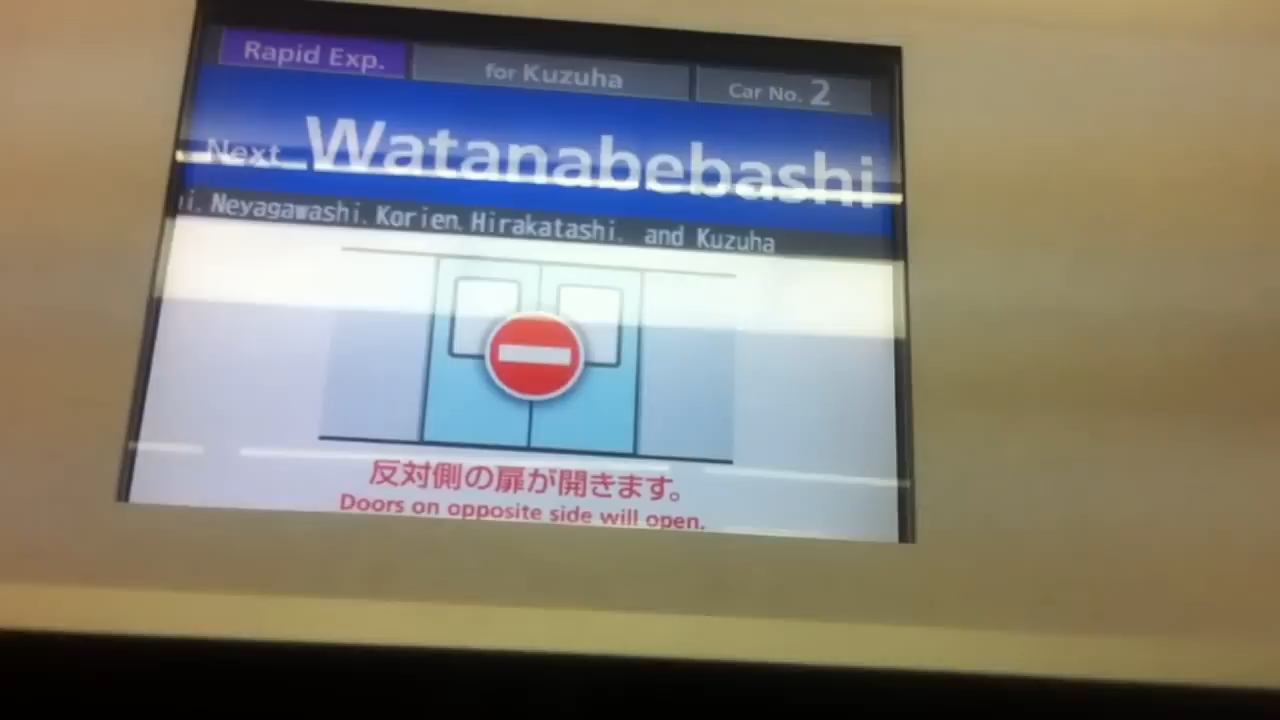 Rapid Exp.
for Kuzuha
Car No. 2
Next Watanabebashi
i. Neyagawashi. Korien. Hirakatashi. and Kuzuha
反対側の扉が開きます。
Doors on opposite side will open.